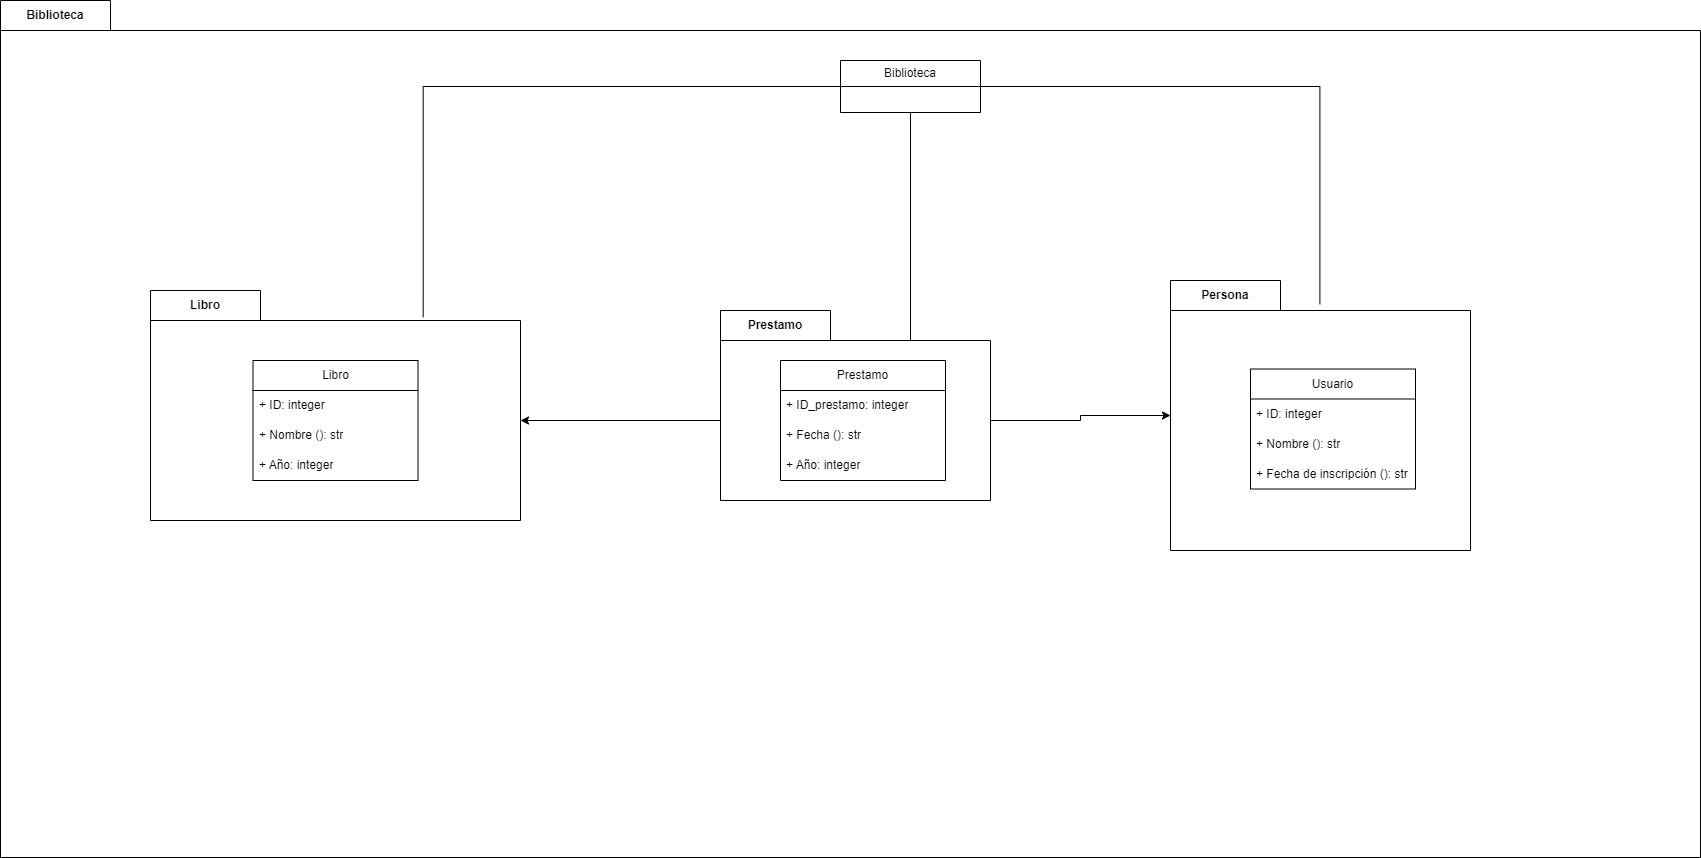 Biblioteca
Biblioteca
Libro
Libro
+ ID: integer
+ Nombre (): str
+ Año: integer
Prestamo
Prestamo
+ ID_prestamo: integer
+ Fecha (): str
+ Año: integer
Persona
Usuario
+ ID: integer
+ Nombre (): str
+ Fecha de inscripción (): str